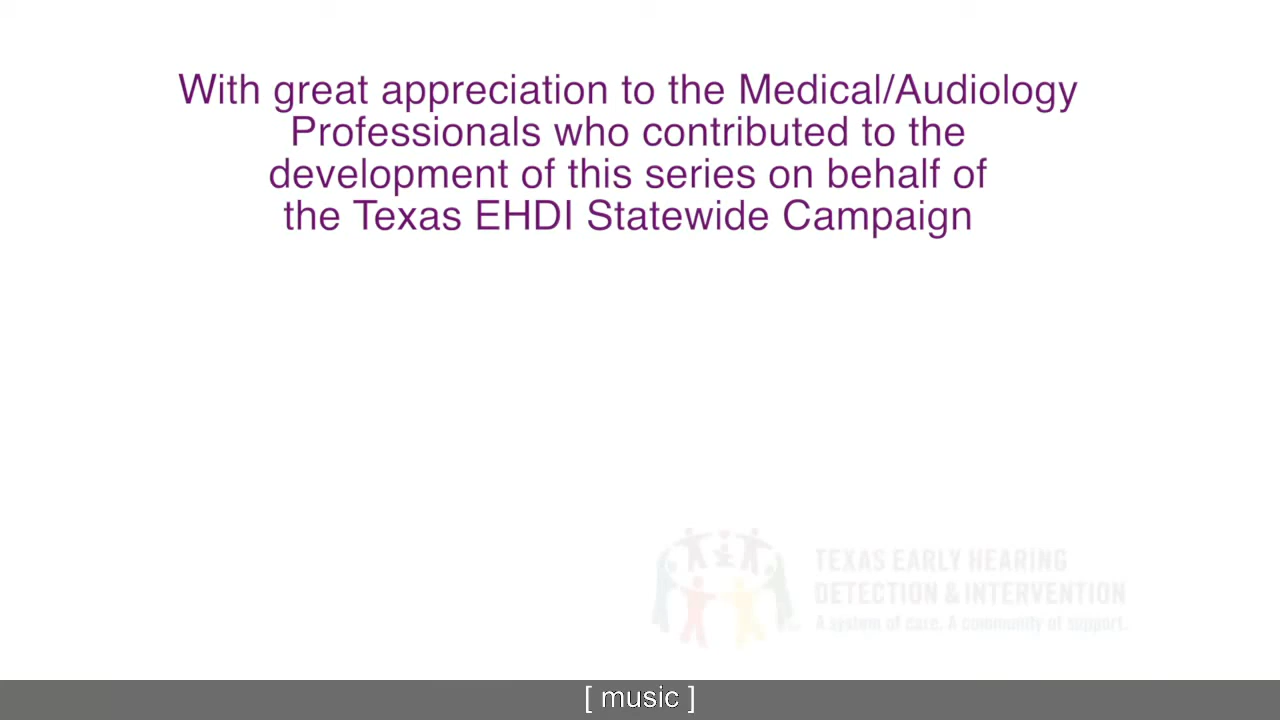 With great appreciation to the Medical/Audiology
Professionals who contributed to the
development of this series on behalf of
the Texas EHDI Statewide Campaign
TEXAS EARLY HEARING
DETECTION & INTERVENTION
A system of care. A community of support.
[ music ]